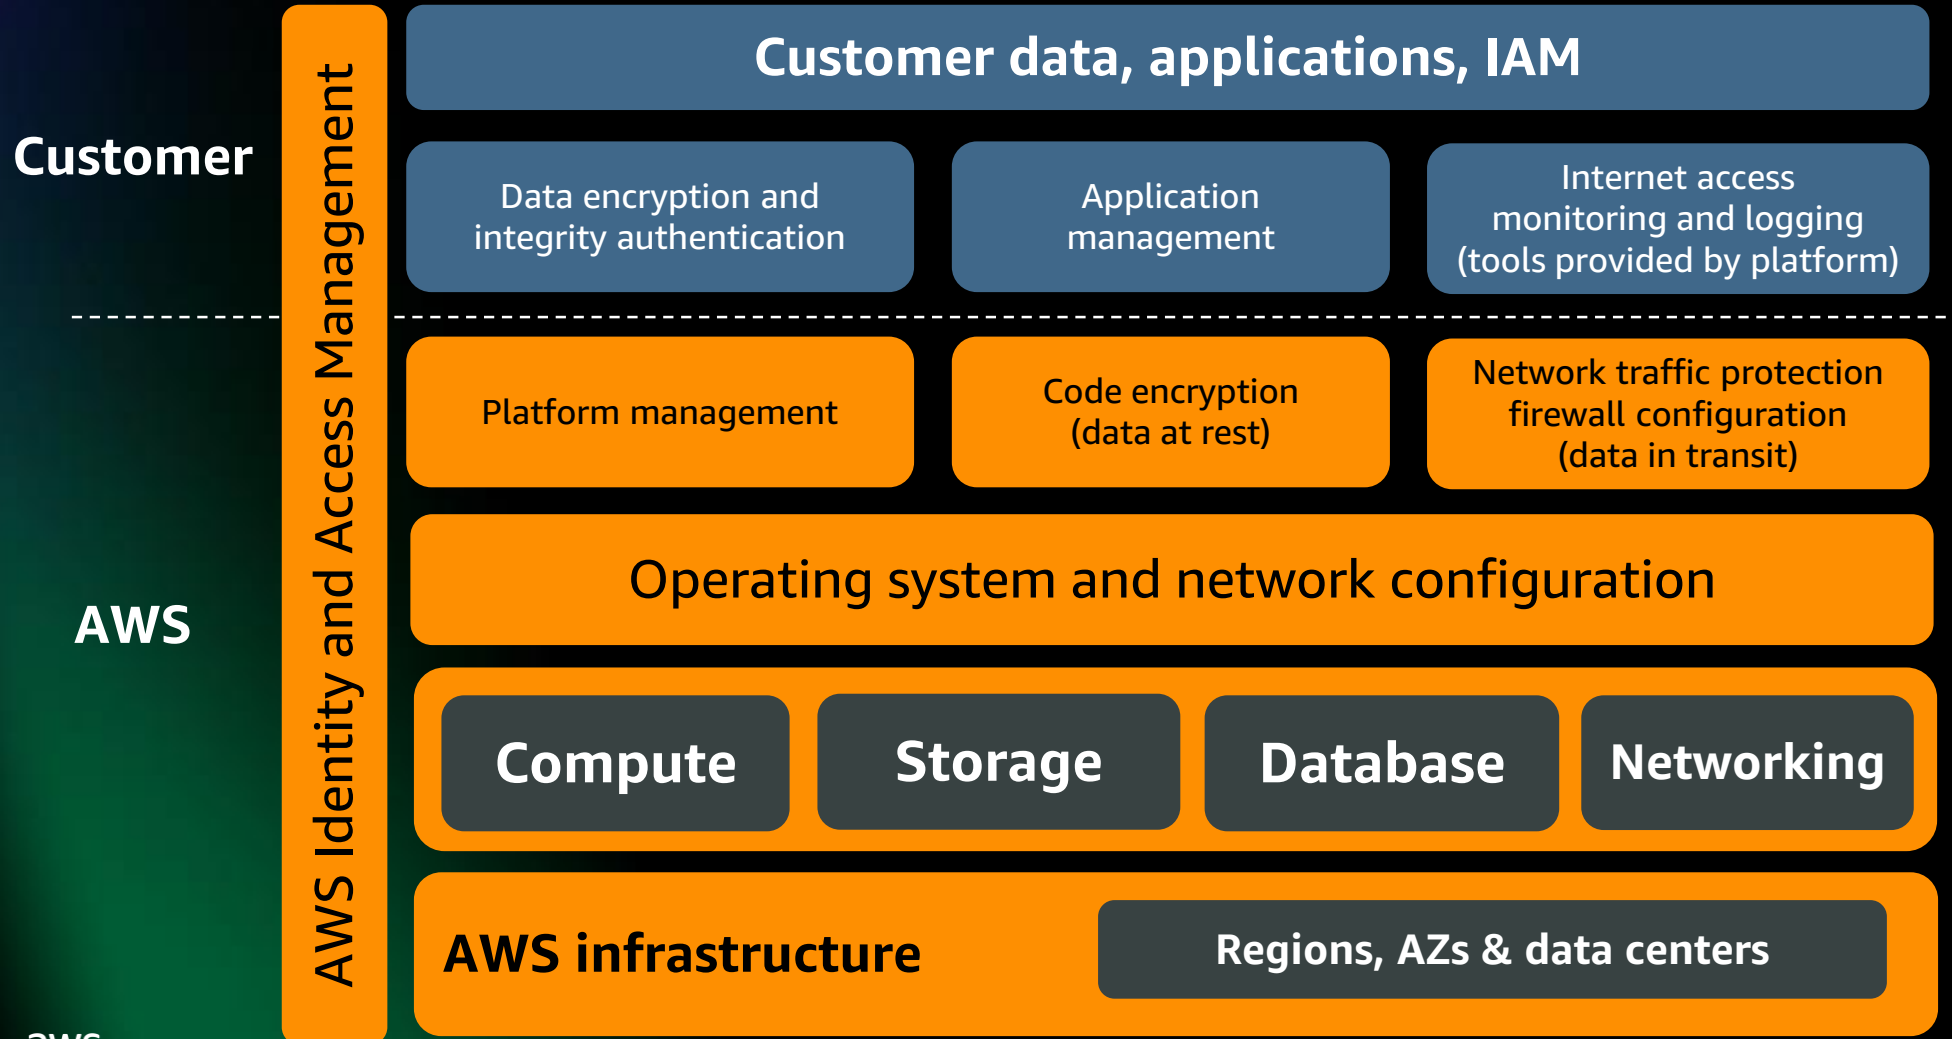 Customer data, applications, IAM
Customer
Data encryption and
integrity authentication
Application
management
Internet access
monitoring and logging
(tools provided by platform)
AWS Identity and Access Management
Platform management
Code encryption
(data at rest)
Network traffic protection
firewall configuration
(data in transit)
Operating system and network configuration
AWS
Compute
Storage
Database
Networking
AWS infrastructure
Regions, AZs & data centers
aws